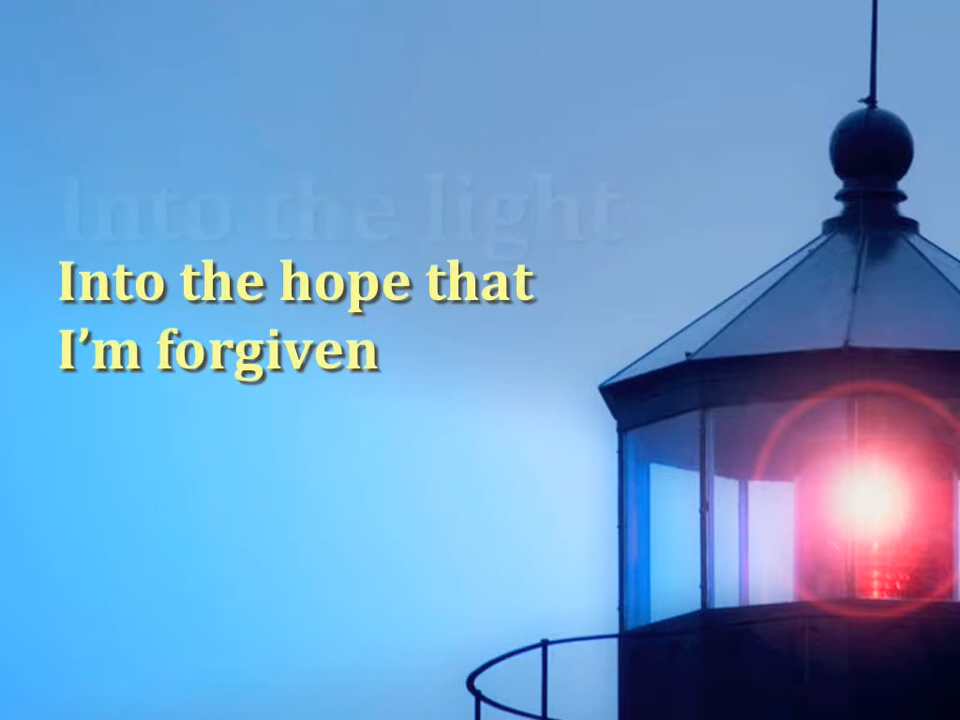 Into the light
Into the hope that
I’m forgiven